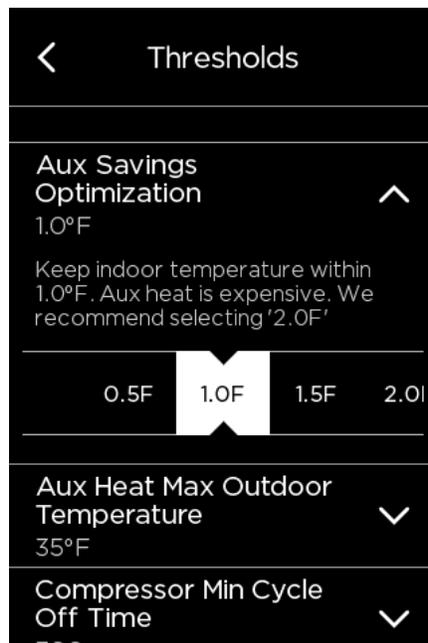 Thresholds
Aux Savings
Optimization
1.0°F
Keep indoor temperature within
1.0°F. Aux heat is expensive. We
recommend selecting '2.0F'
0.5F 1.0F 1.5F
Aux Heat Max Outdoor
Temperature
35°F
Compressor Min Cycle
Off Time